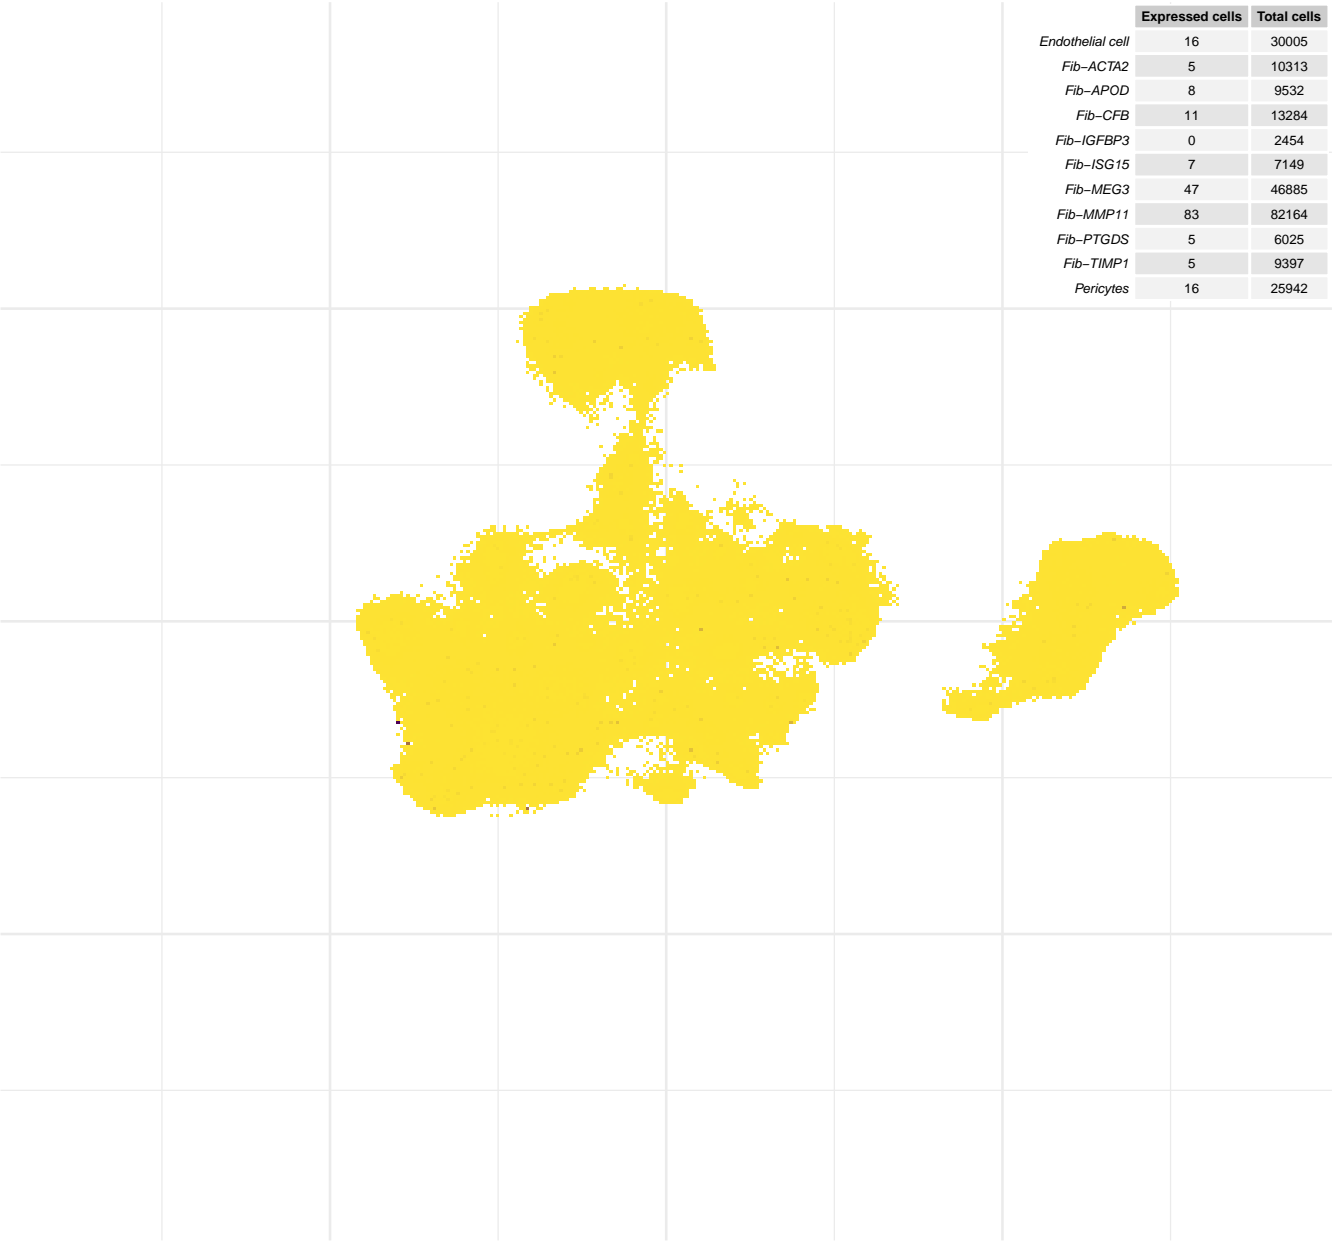 Expressed cells Total cells
Endothelial cell 16 30005
Fib−ACTA2 5 10313
Fib−APOD 8 9532
Fib−CFB 11 13284
Fib−IGFBP3 0 2454
Fib−ISG15 7 7149
Fib−MEG3 47 46885
Fib−MMP11 83 82164
Fib−PTGDS 5 6025
Fib−TIMP1 5 9397
Pericytes 16 25942